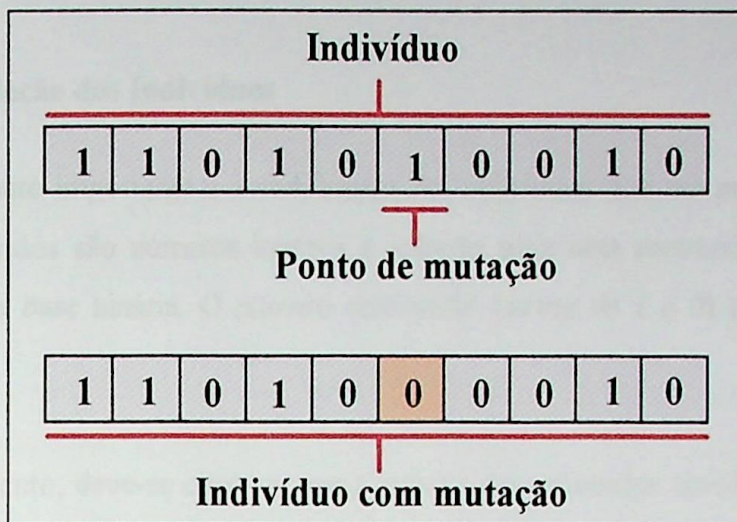 Indivíduo
1 1 0 1 0 1 0 0 1 0
Ponto de mutação
1 1 0 1 0 0 0 0 1 0
Indivíduo com mutação